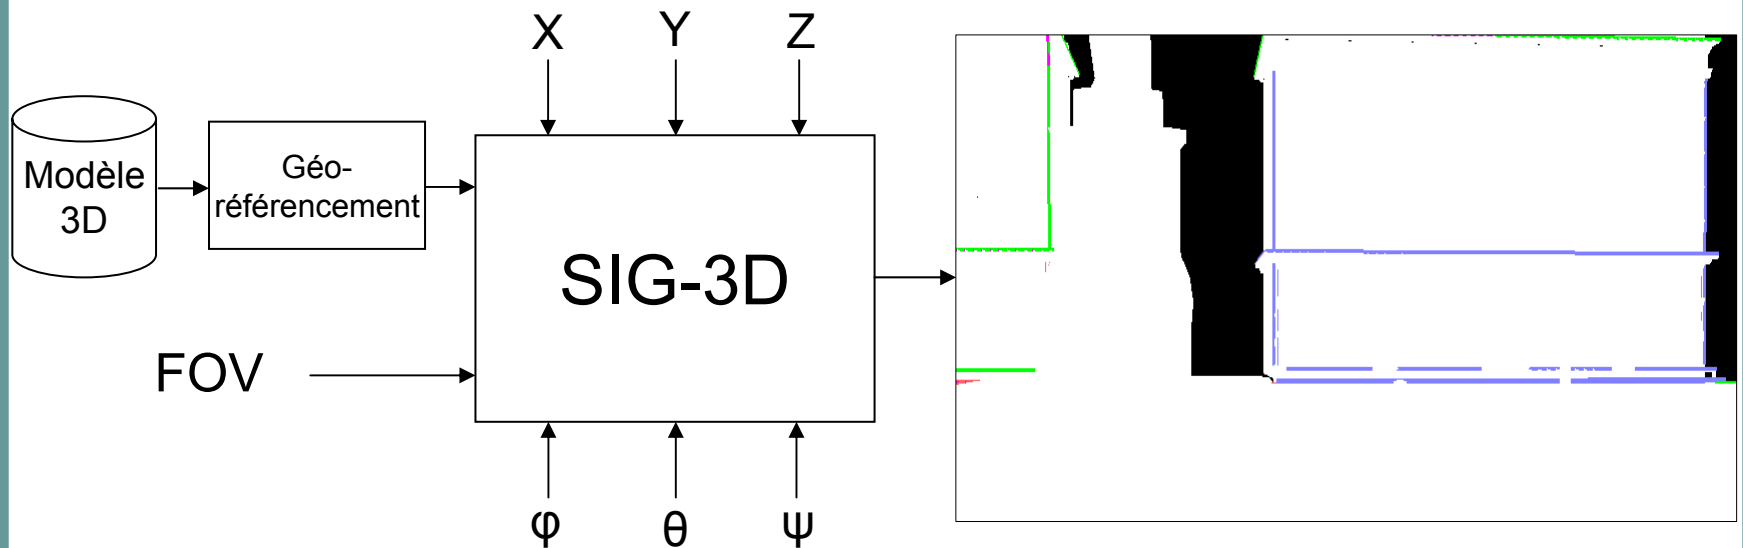 X Y Z
Modèle
3D
Géo-
référencement
SIG-3D
FOV
φ θ ψ